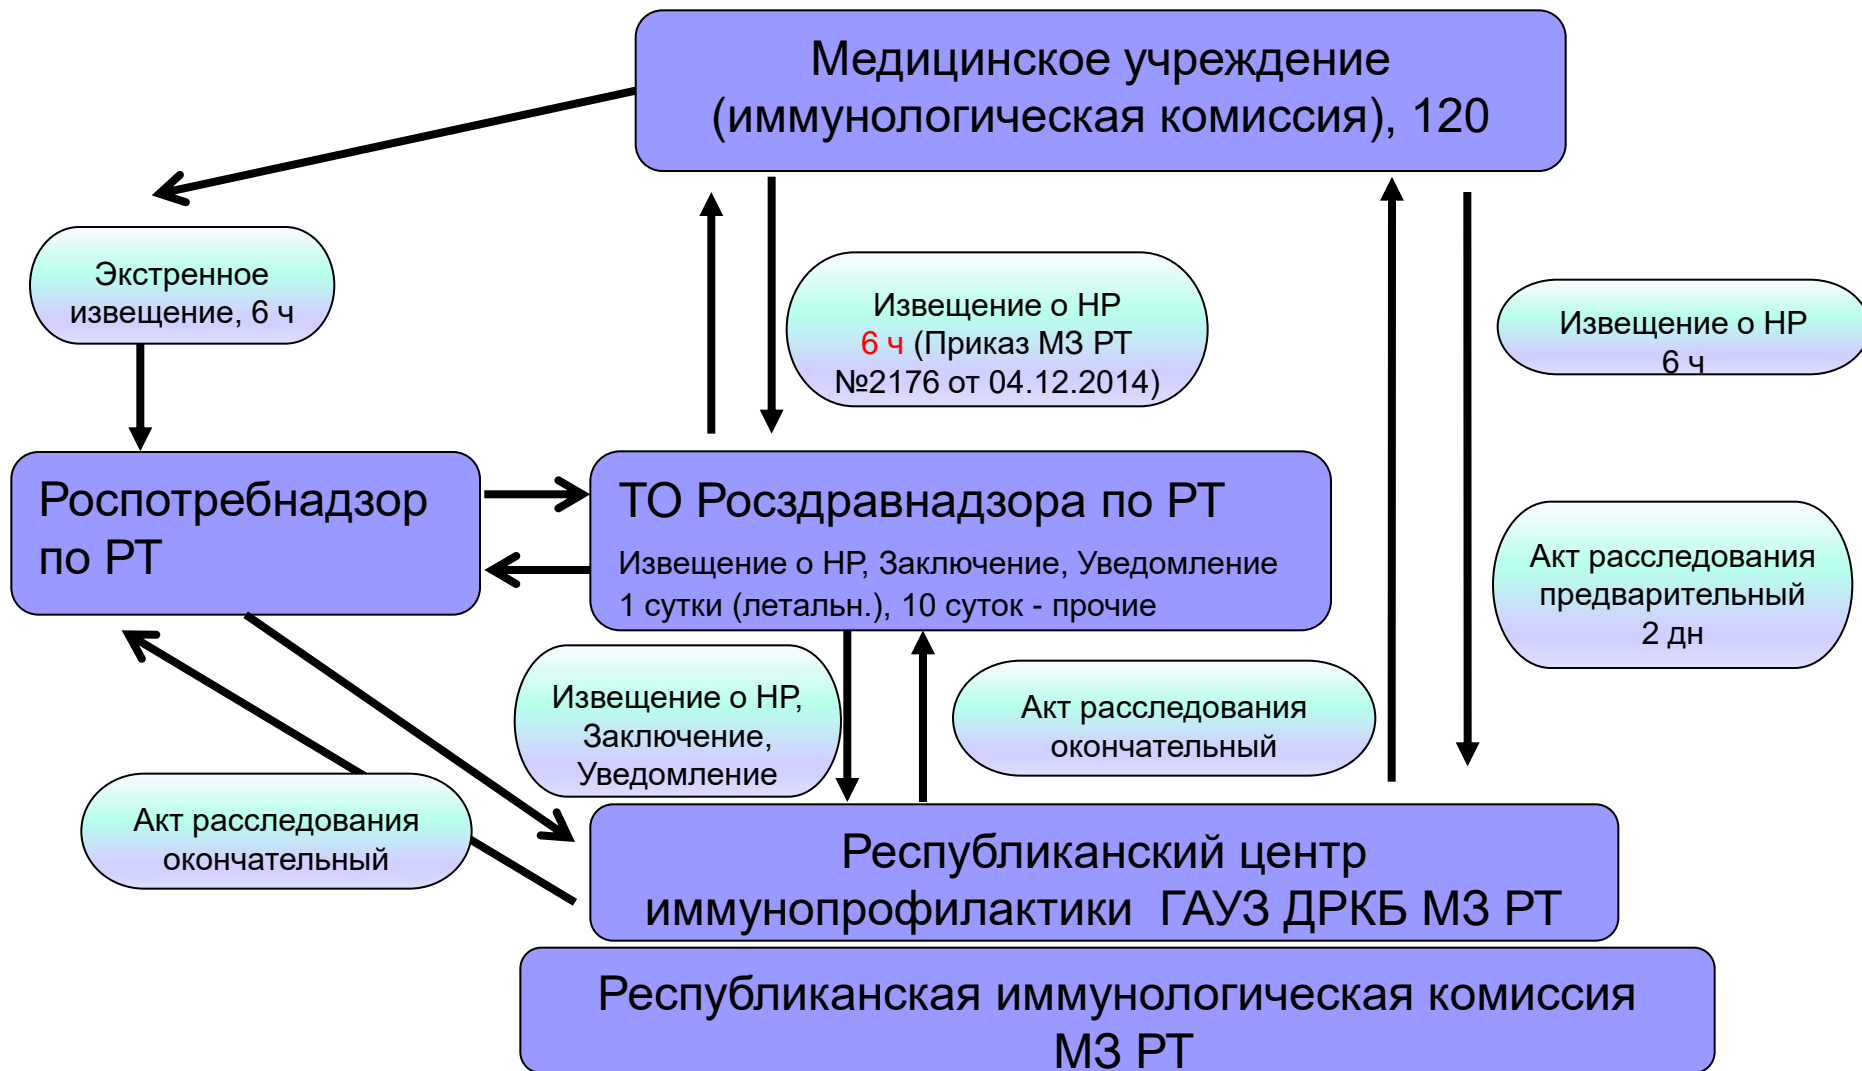 Медицинское учреждение
(иммунологическая комиссия), 120
Экстренное
извещение, 6 ч
Извещение о НР
6 ч (Приказ МЗ РТ
№2176 от 04.12.2014)
Извещение о НР
6 ч
Роспотребнадзор
по РТ
ТО Росздравнадзора по РТ
Извещение о НР, Заключение, Уведомление
1 сутки (летальн.), 10 суток - прочие
Акт расследования
предварительный
2 дн
Извещение о НР,
Заключение,
Уведомление
Акт расследования
окончательный
Акт расследования
окончательный
Республиканский центр
иммунопрофилактики ГАУЗ ДРКБ МЗ РТ
Республиканская иммунологическая комиссия
МЗ РТ